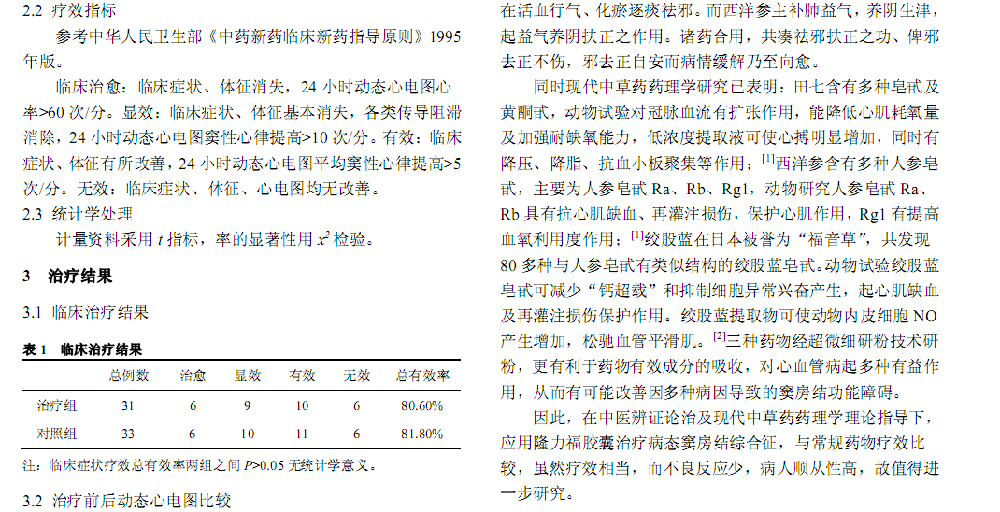 2.2 疗效指标
参考中华人民卫生部《中药新药临床新药指导原则》1995
年版。
临床治愈：临床症状、体征消失，24 小时动态心电图心
率>60 次/分。显效：临床症状、体征基本消失，各类传导阻滞
消除，24 小时动态心电图窦性心律提高>10 次/分。有效：临床
症状、体征有所改善，24 小时动态心电图平均窦性心律提高>5
次/分。无效：临床症状、体征、心电图均无改善。
2.3 统计学处理
计量资料采用 t 指标，率的显著性用 x2 检验。
3 治疗结果
3.1 临床治疗结果
表 1 临床治疗结果
总例数 治愈 显效 有效 无效 总有效率
治疗组 31 6 9 10 6 80.60%
对照组 33 6 10 11 6 81.80%
注：临床症状疗效总有效率两组之间 P>0.05 无统计学意义。
3.2 治疗前后动态心电图比较
在活血行气、化瘀逐痰祛邪。而西洋参主补肺益气，养阴生津，
起益气养阴扶正之作用。诸药合用，共凑祛邪扶正之功、俾邪
去正不伤，邪去正自安而病情缓解乃至向愈。
同时现代中草药药理学研究已表明：田七含有多种皂甙及
黄酮甙，动物试验对冠脉血流有扩张作用，能降低心肌耗氧量
及加强耐缺氧能力，低浓度提取液可使心搏明显增加，同时有
降压、降脂、抗血小板聚集等作用；[1]西洋参含有多种人参皂
甙，主要为人参皂甙 Ra、Rb、Rg1，动物研究人参皂甙 Ra、
Rb 具有抗心肌缺血、再灌注损伤，保护心肌作用，Rg1 有提高
血氧利用度作用；[1]绞股蓝在日本被誉为“福音草”，共发现
80 多种与人参皂甙有类似结构的绞股蓝皂甙。动物试验绞股蓝
皂甙可减少“钙超载”和抑制细胞异常兴奋产生，起心肌缺血
及再灌注损伤保护作用。绞股蓝提取物可使动物内皮细胞 NO
产生增加，松驰血管平滑肌。[2]三种药物经超微细研粉技术研
粉，更有利于药物有效成分的吸收，对心血管病起多种有益作
用，从而有可能改善因多种病因导致的窦房结功能障碍。
因此，在中医辨证论治及现代中草药药理学理论指导下，
应用隆力福胶囊治疗病态窦房结综合征，与常规药物疗效比
较，虽然疗效相当，而不良反应少，病人顺从性高，故值得进
一步研究。